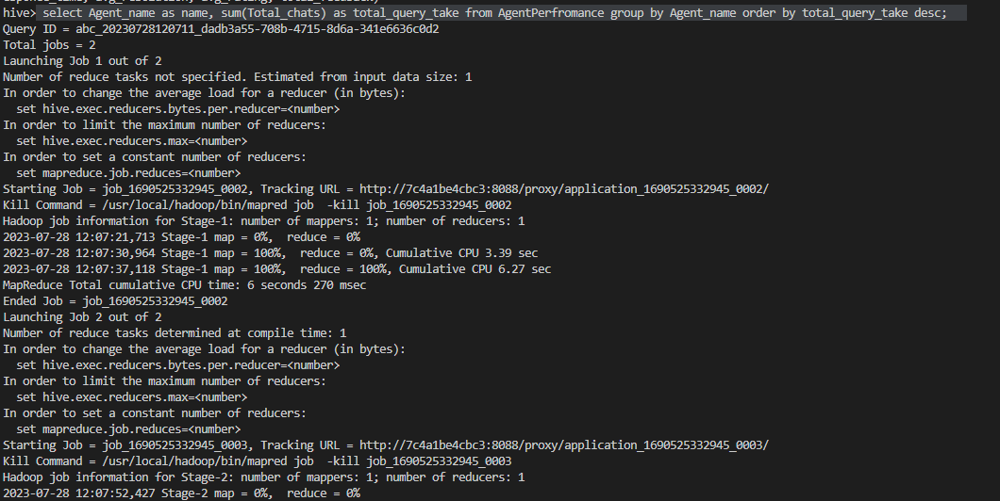 hive> select Agent_name as name, sum(Total_chats) as total_query_take from AgentPerfromance group by Agent_name order by total_query_take desc;
Query ID = abc_20230728120711_dadb3a55-708b-4715-8d6a-341e6636c0d2
Total jobs = 2
Launching Job 1 out of 2
Number of reduce tasks not specified. Estimated from input data size: 1
In order to change the average load for a reducer (in bytes):
  set hive.exec.reducers.bytes.per.reducer=<number>
In order to limit the maximum number of reducers:
  set hive.exec.reducers.max=<number>
In order to set a constant number of reducers:
  set mapreduce.job.reduces=<number>
Starting Job = job_1690525332945_0002, Tracking URL = http://7c4a1be4cbc3:8088/proxy/application_1690525332945_0002/
Kill Command = /usr/local/hadoop/bin/mapred job  -kill job_1690525332945_0002
Hadoop job information for Stage-1: number of mappers: 1; number of reducers: 1
2023-07-28 12:07:21,713 Stage-1 map = 0%,  reduce = 0%
2023-07-28 12:07:30,964 Stage-1 map = 100%,  reduce = 0%, Cumulative CPU 3.39 sec
2023-07-28 12:07:37,118 Stage-1 map = 100%,  reduce = 100%, Cumulative CPU 6.27 sec
MapReduce Total cumulative CPU time: 6 seconds 270 msec
Ended Job = job_1690525332945_0002
Launching Job 2 out of 2
Number of reduce tasks determined at compile time: 1
In order to change the average load for a reducer (in bytes):
  set hive.exec.reducers.bytes.per.reducer=<number>
In order to limit the maximum number of reducers:
  set hive.exec.reducers.max=<number>
In order to set a constant number of reducers:
  set mapreduce.job.reduces=<number>
Starting Job = job_1690525332945_0003, Tracking URL = http://7c4a1be4cbc3:8088/proxy/application_1690525332945_0003/
Kill Command = /usr/local/hadoop/bin/mapred job  -kill job_1690525332945_0003
Hadoop job information for Stage-2: number of mappers: 1; number of reducers: 1
2023-07-28 12:07:52,427 Stage-2 map = 0%,  reduce = 0%